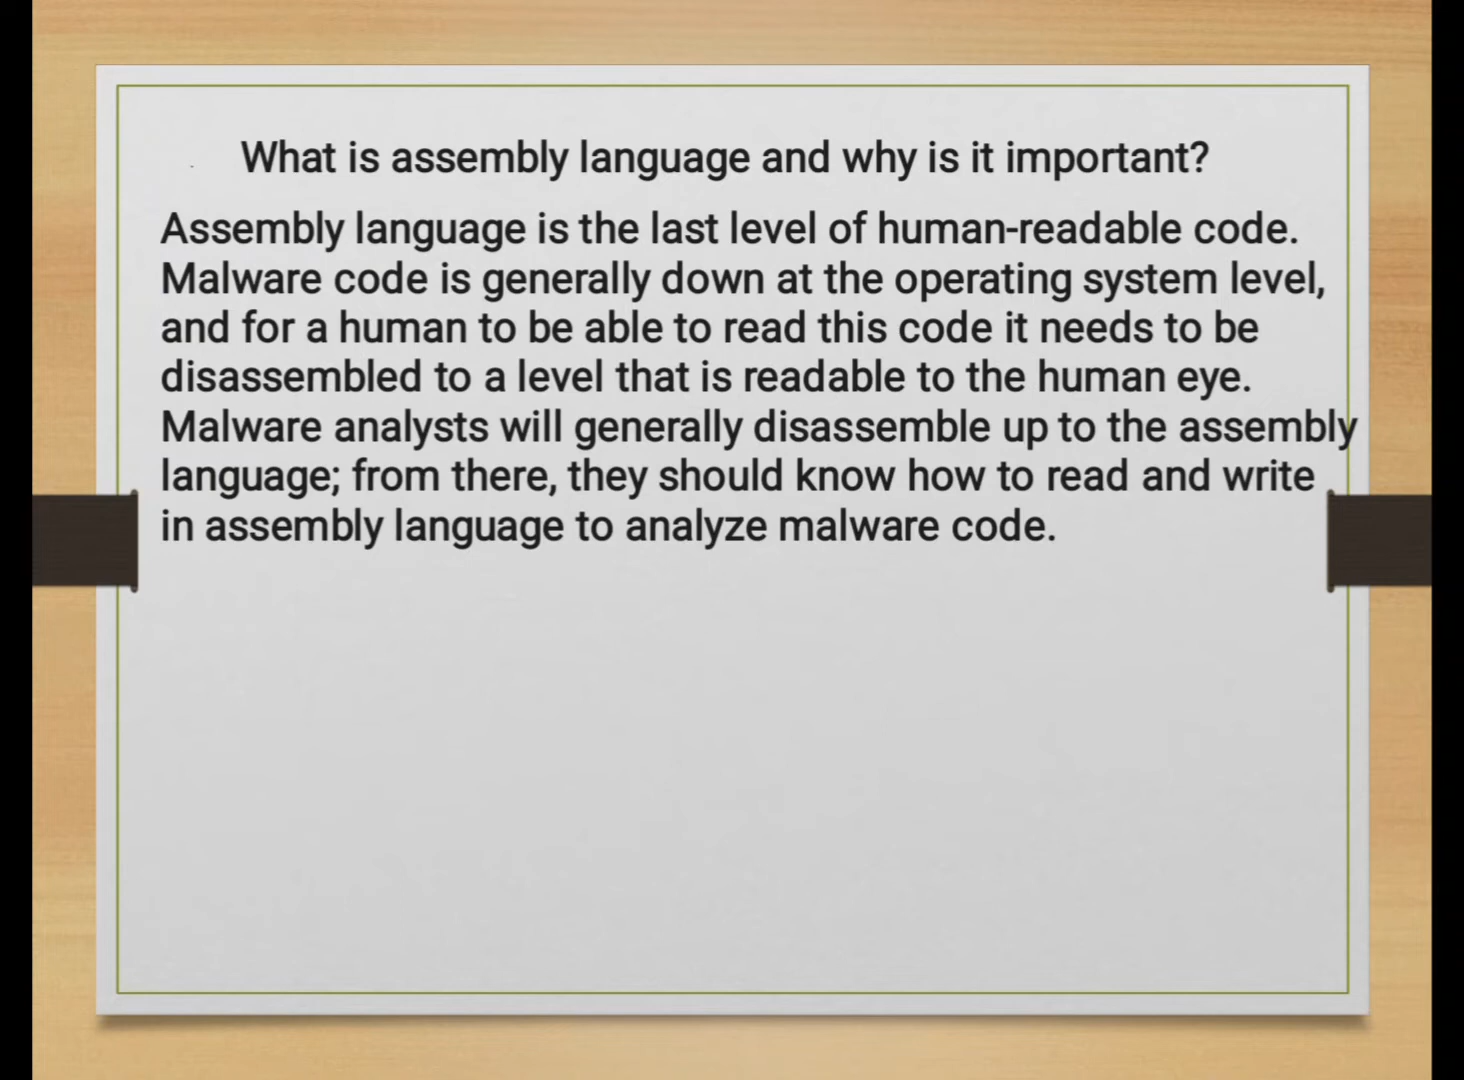 What is assembly language and why is it important?
Assembly language is the last level of human-readable code.
Malware code is generally down at the operating system level,
and for a human to be able to read this code it needs to be
disassembled to a level that is readable to the human eye.
Malware analysts will generally disassemble up to the assembly
language; from there, they should know how to read and write
in assembly language to analyze malware code.